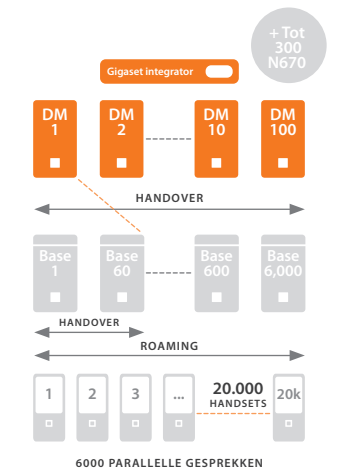 + Tot
300
N670
Gigaset integrator
DM
1
DM
2
DM
10
DM
100
HANDOVER
Base
1
Base
60
Base
600
Base
6,000
HANDOVER
ROAMING
1
2
3
...
20.000
HANDSETS
20k
6000 PARALLELLE GESPREKKEN